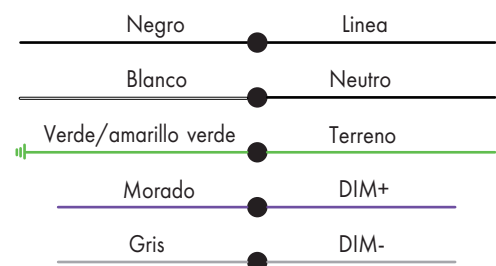 Negro Linea
Blanco Neutro
Verde/amarillo verde Terreno
Morado DIM+
Gris DIM-